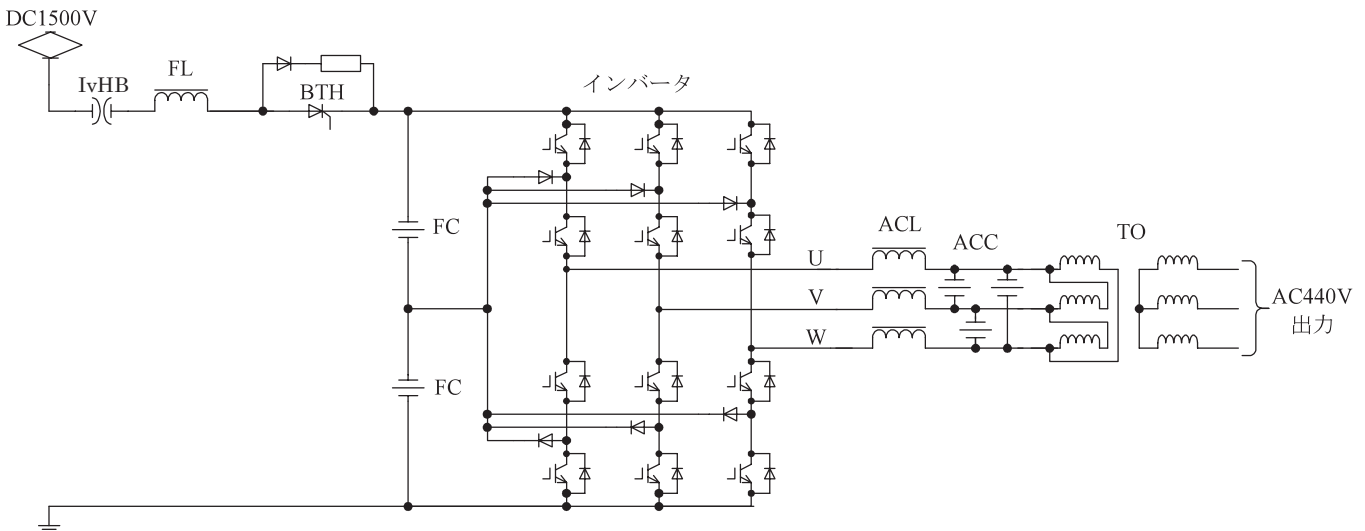 DC1500V
IvHB
FL
BTH
インバータ
FC
FC
U
V
W
ACL
ACC
TO
AC440V
出力